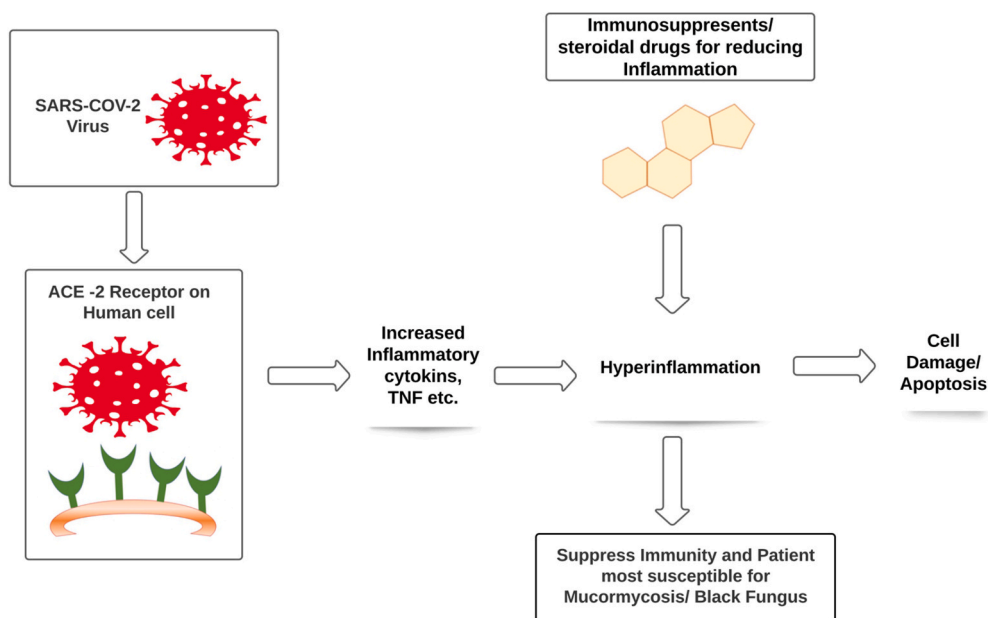 SARS-COV-2
Virus
ACE -2 Receptor on
Human cell
Increased
Inflammatory
cytokins,
TNF etc.
Immunosuppresents/
steroidal drugs for reducing
Inflammation
Hyperinflammation
Cell
Damage/
Apoptosis
Suppress Immunity and Patient
most susceptible for
Mucormycosis/ Black Fungus